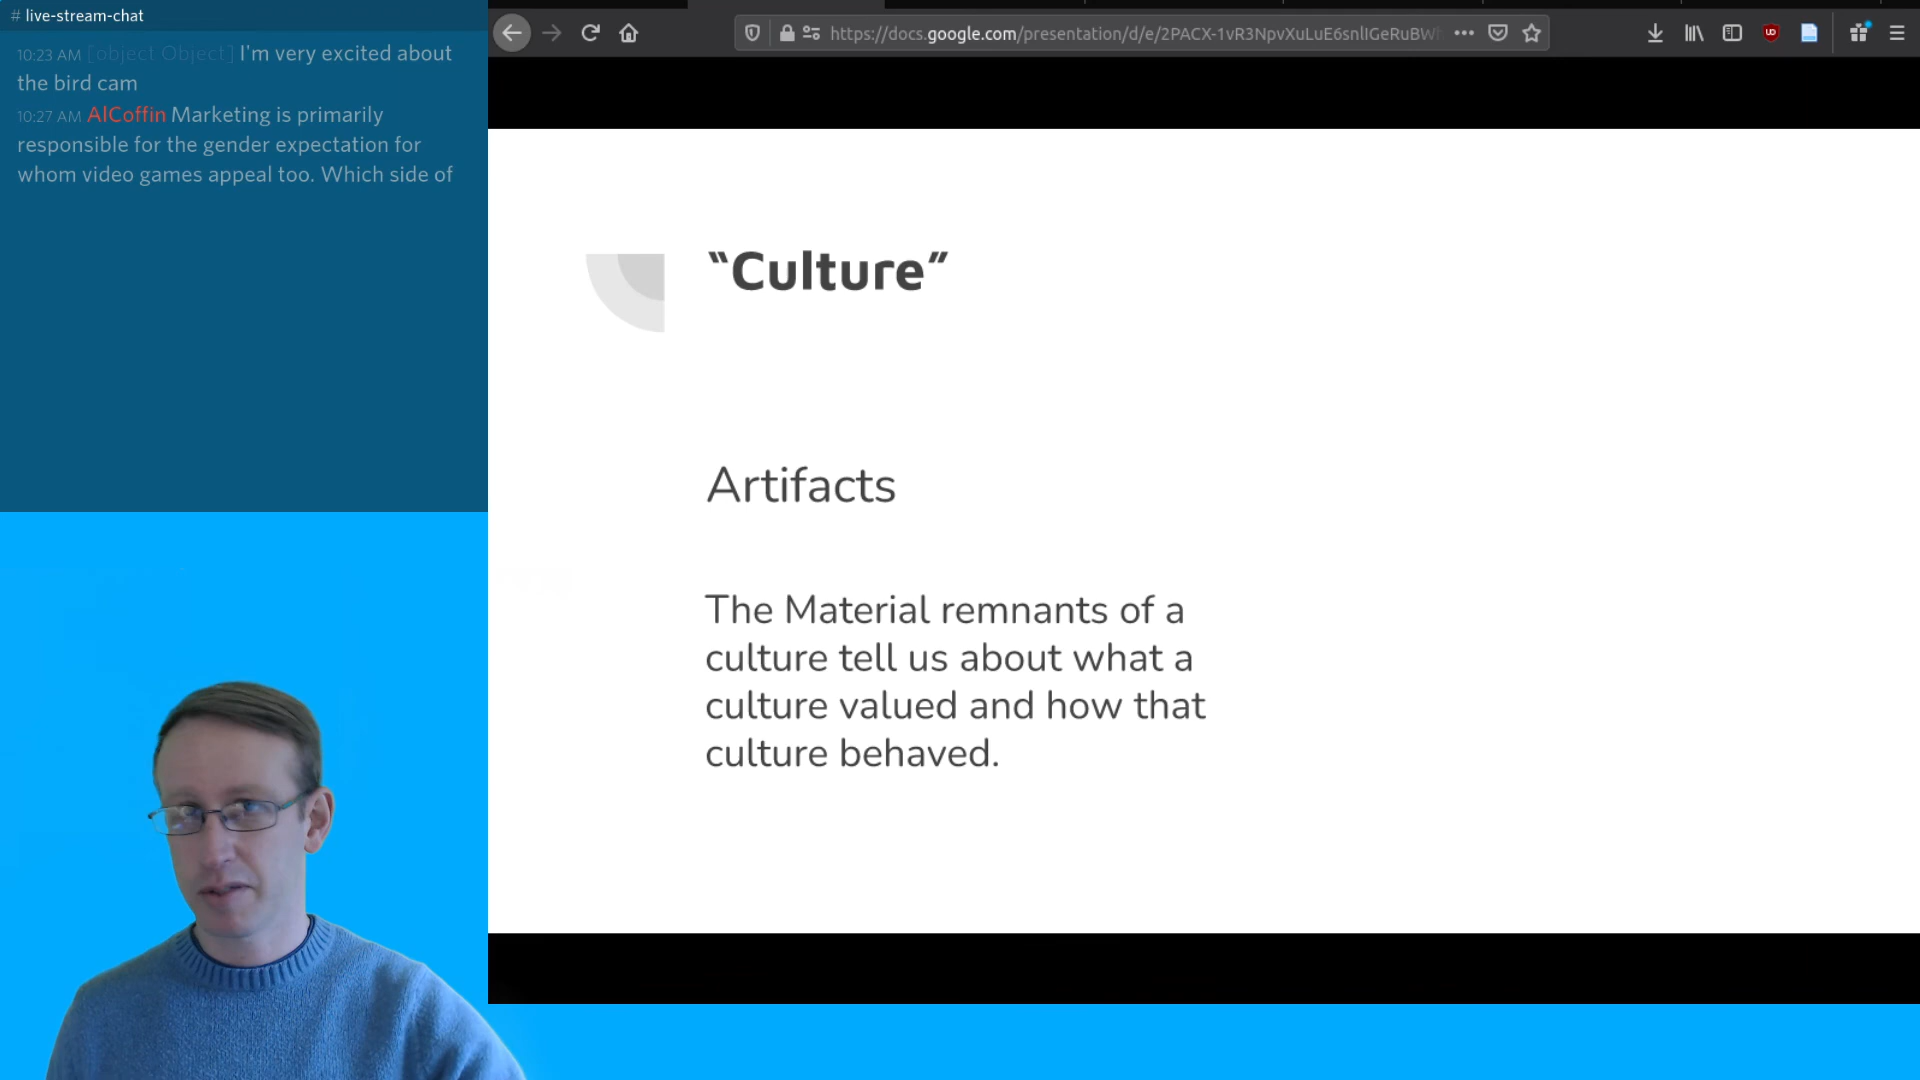 # live-stream-chat
10:23 AM [object Object] I'm very excited about
the bird cam
10:27 AM AlCoffin Marketing is primarily
responsible for the gender expectation for
whom video games appeal too. Which side of
https://docs.google.com/presentation/d/e/2PACX-1vR3NpvXuLuE6snlIGeRuBW
“Culture”
Artifacts
The Material remnants of a
culture tell us about what a
culture valued and how that
culture behaved.